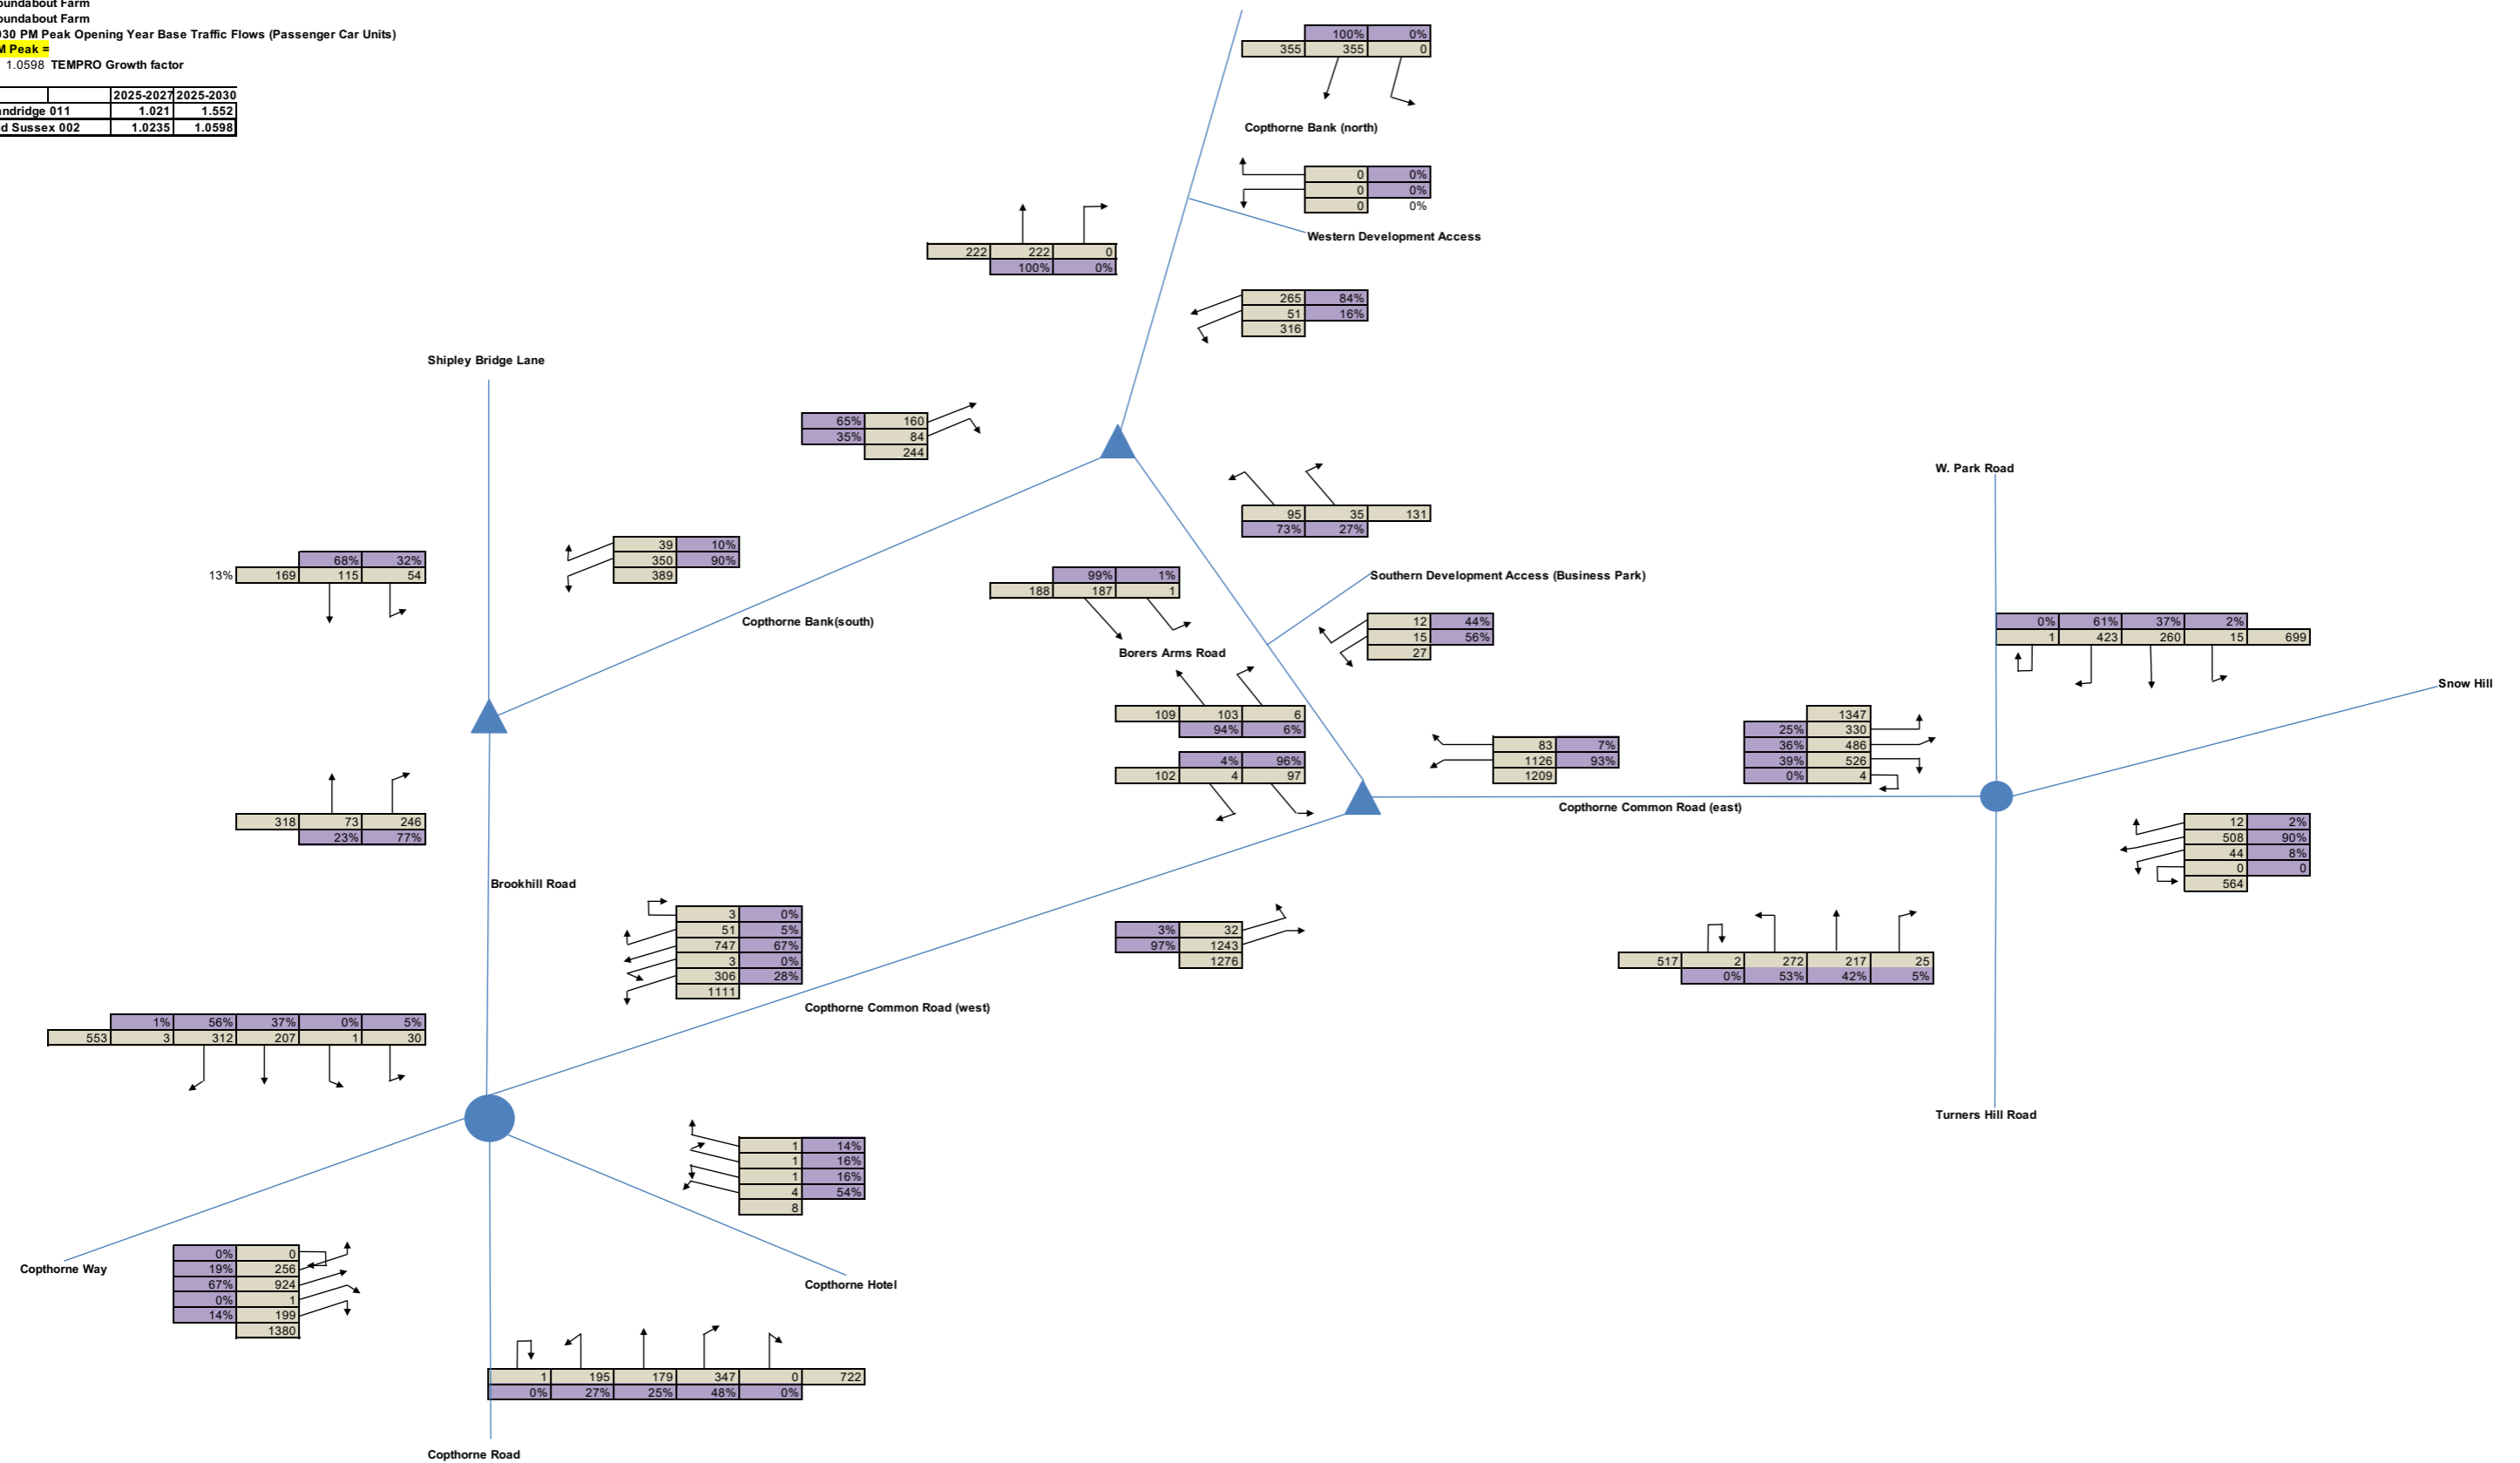 oundabout Farm
oundabout Farm
030 PM Peak Opening Year Base Traffic Flows (Passenger Car Units)
M Peak =
1.0598 TEMPRO Growth factor
2025-2027 2025-2030
andridge 011 1.021 1.552
d Sussex 002 1.0235 1.0598
100% 0%
355 355 0
Copthorne Bank (north)
0 0%
0 0%
0 0%
Western Development Access
222 222 0
100% 0%
265 84%
51 16%
316
Shipley Bridge Lane
65% 160
35% 84
244
W. Park Road
95 35 131
73% 27%
68% 32%
13% 169 115 54
39 10%
350 90%
389
99% 1%
188 187 1
Southern Development Access (Business Park)
Copthorne Bank(south)
12 44%
15 56%
27
Borers Arms Road
0% 61% 37% 2%
1 423 260 15 699
Snow Hill
109 103 6
94% 6%
4% 96%
102 4 97
83 7%
1126 93%
1209
1347
25% 330
36% 486
39% 526
0% 4
Copthorne Common Road (east)
318 73 246
23% 77%
12 2%
508 90%
44 8%
0 0
564
Brookhill Road
3 0%
51 5%
747 67%
3 0%
306 28%
1111
3% 32
97% 1243
1276
517 2 272 217 25
0% 53% 42% 5%
Copthorne Common Road (west)
1% 56% 37% 0% 5%
553 3 312 207 1 30
Turners Hill Road
1 14%
1 16%
1 16%
4 54%
8
Copthorne Way
0% 0
19% 256
67% 924
0% 1
14% 199
1380
Copthorne Hotel
1 195 179 347 0 722
0% 27% 25% 48% 0%
Copthorne Road